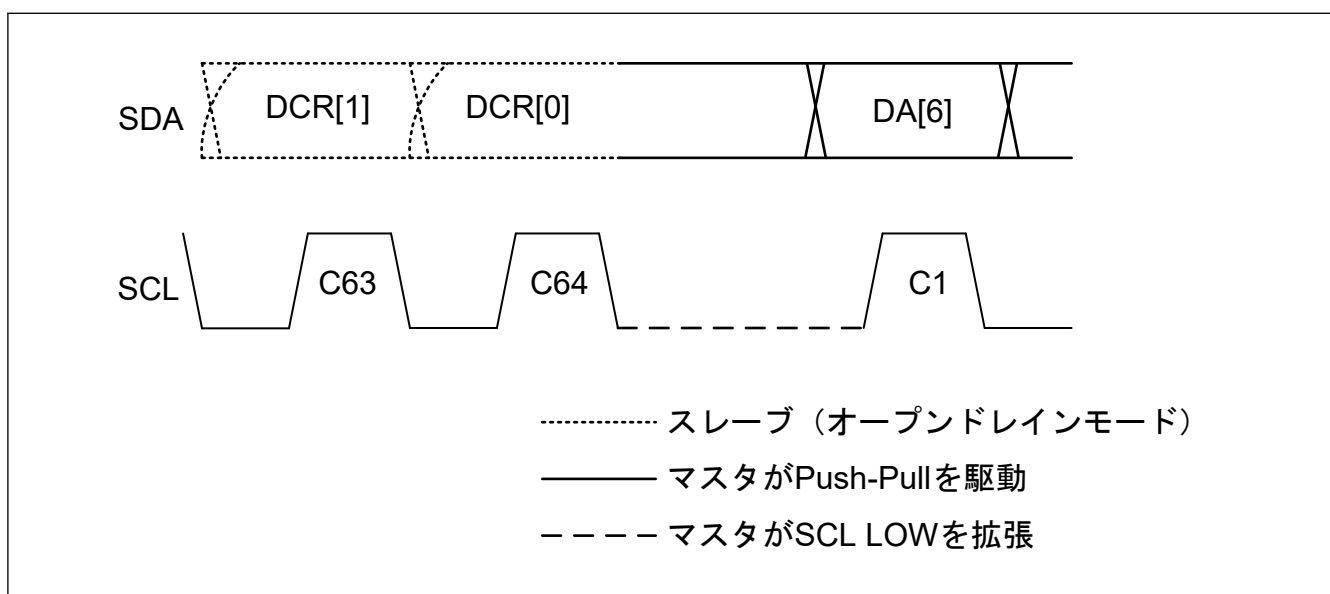 SDA
DCR[1]
DCR[0]
DA[6]
SCL
C63
C64
C1
スレーブ（オープンドレインモード）
マスタがPush-Pullを駆動
マスタがSCL LOWを拡張